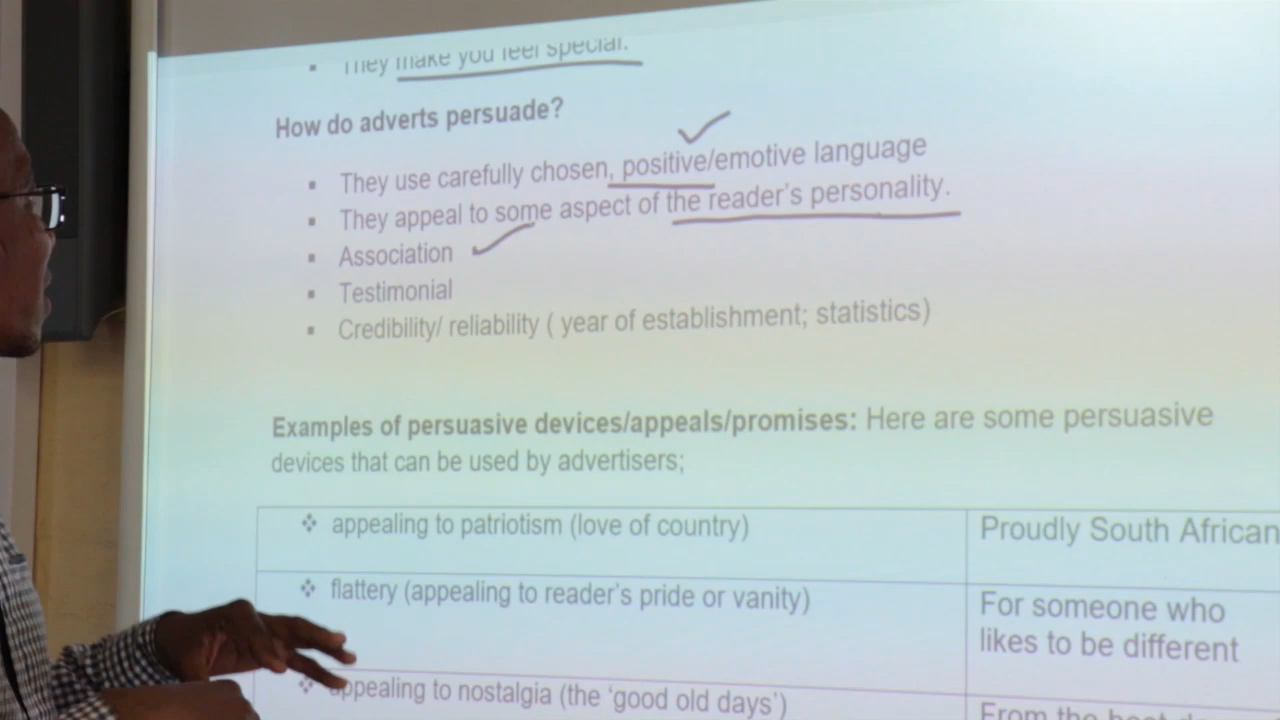 ▪ They make you feel special.
How do adverts persuade?
▪ They use carefully chosen, positive/emotive language
▪ They appeal to some aspect of the reader's personality.
▪ Association
▪ Testimonial
▪ Credibility/ reliability ( year of establishment; statistics)
Examples of persuasive devices/appeals/promises: Here are some persuasive
devices that can be used by advertisers;
❖ appealing to patriotism (love of country)
Proudly South African
❖ flattery (appealing to reader's pride or vanity)
For someone who
likes to be different
❖ appealing to nostalgia (the 'good old days')
From the best